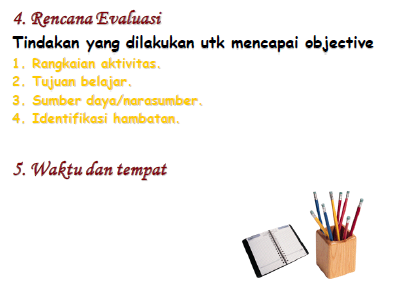 4. Rencana Evaluasi
Tindakan yang dilakukan utk mencapai objective
1. Rangkaian aktivitas.
2. Tujuan belajar.
3. Sumber daya/narasumber.
4. Identifikasi hambatan.
5. Waktu dan tempat